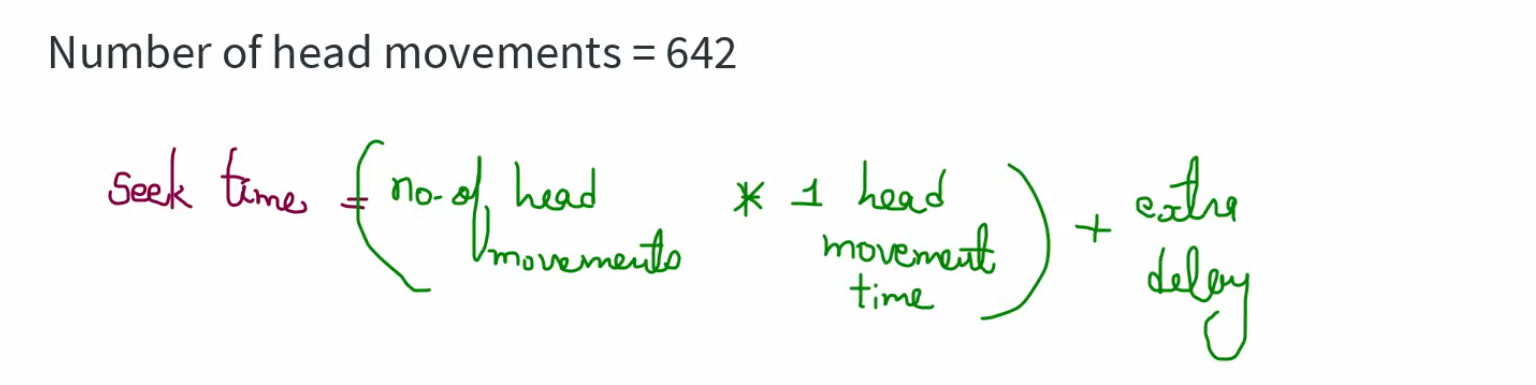 Number of head movements = 642
Seek time = (no. of head movements * 1 head movement time) + extra delay